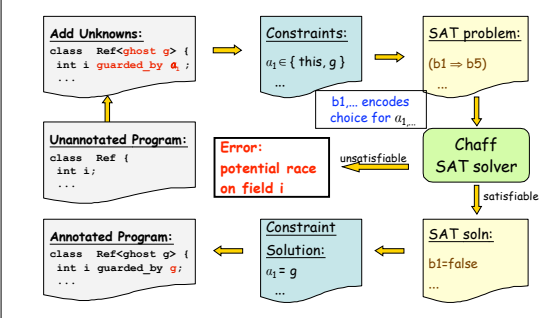 Add Unknowns:
class Ref<ghost g> {
int i guarded_by α₁ ;
...
Constraints:
α₁ ∈ { this, g }
...
SAT problem:
(b1 ⇒ b5)
...
b1,... encodes
choice for α₁,...
Unannotated Program:
class Ref {
int i;
...
Error:
potential race
on field i
unsatisfiable
Chaff
SAT solver
satisfiable
Annotated Program:
class Ref<ghost g> {
int i guarded_by g;
...
Constraint
Solution:
α₁ = g
...
SAT soln:
b1=false
...